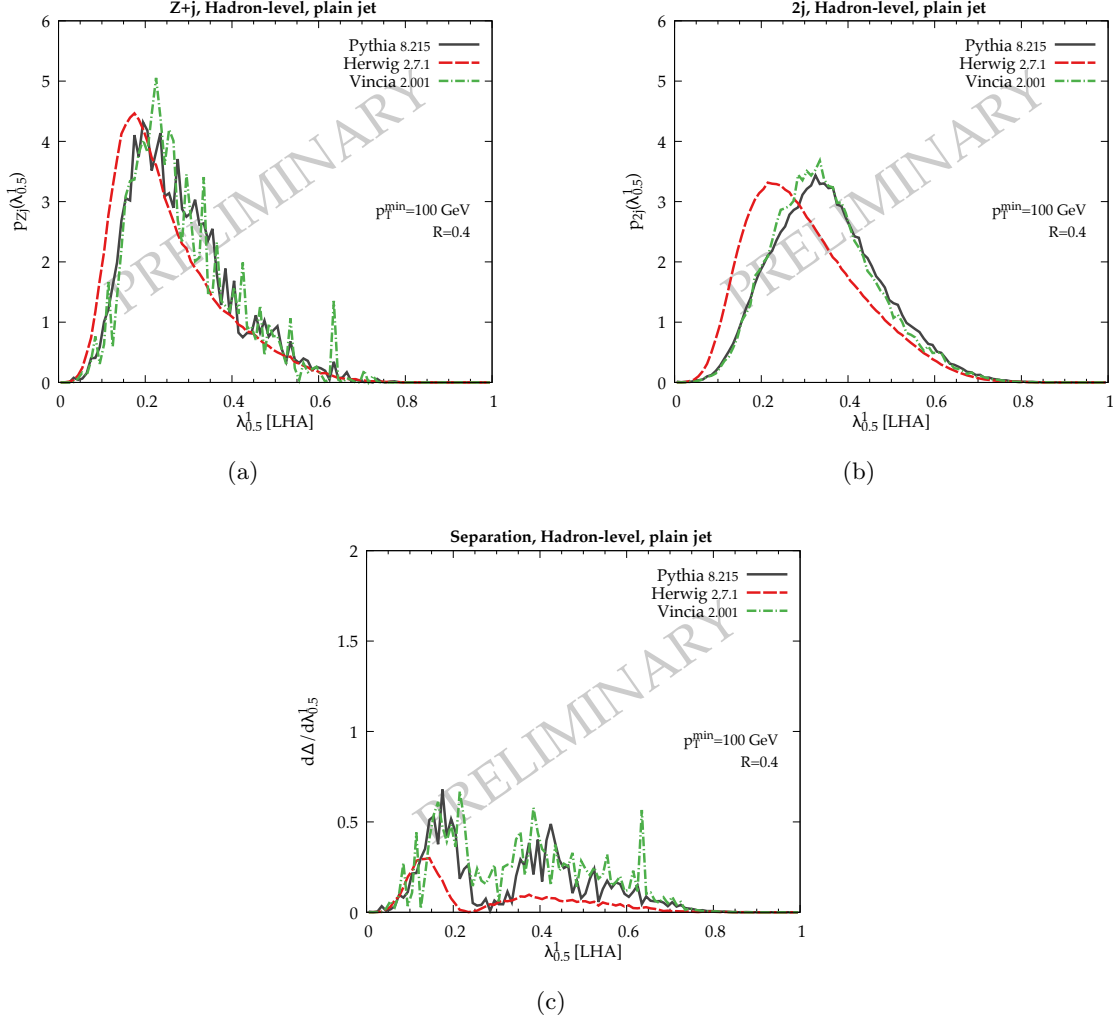 Z+j, Hadron-level, plain jet
Pythia 8.215
Herwig 2.7.1
Vincia 2.001
p_T^min=100 GeV
R=0.4
PRELIMINARY
p_Zj(λ^1_0.5)
6
5
4
3
2
1
0
0 0.2 0.4 0.6 0.8 1
λ^1_0.5 [LHA]
(a)
2j, Hadron-level, plain jet
Pythia 8.215
Herwig 2.7.1
Vincia 2.001
p_T^min=100 GeV
R=0.4
PRELIMINARY
p_2j(λ^1_0.5)
6
5
4
3
2
1
0
0 0.2 0.4 0.6 0.8 1
λ^1_0.5 [LHA]
(b)
Separation, Hadron-level, plain jet
Pythia 8.215
Herwig 2.7.1
Vincia 2.001
p_T^min=100 GeV
R=0.4
PRELIMINARY
dΔ/dλ^1_0.5
2
1.5
1
0.5
0
0 0.2 0.4 0.6 0.8 1
λ^1_0.5 [LHA]
(c)